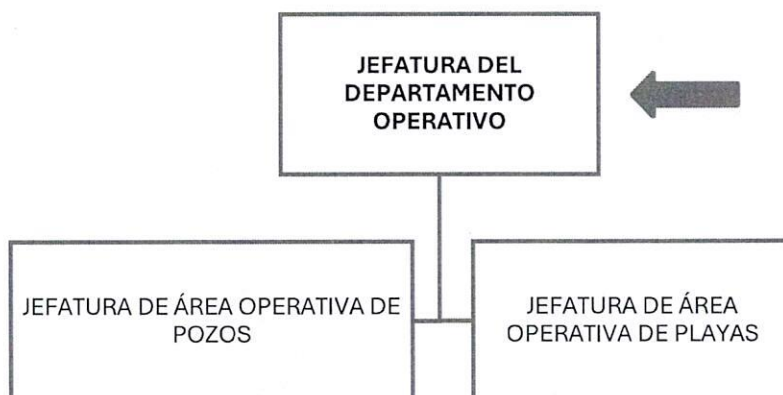 JEFATURA DEL
DEPARTAMENTO
OPERATIVO
JEFATURA DE ÁREA OPERATIVA DE
POZOS
JEFATURA DE ÁREA
OPERATIVA DE PLAYAS